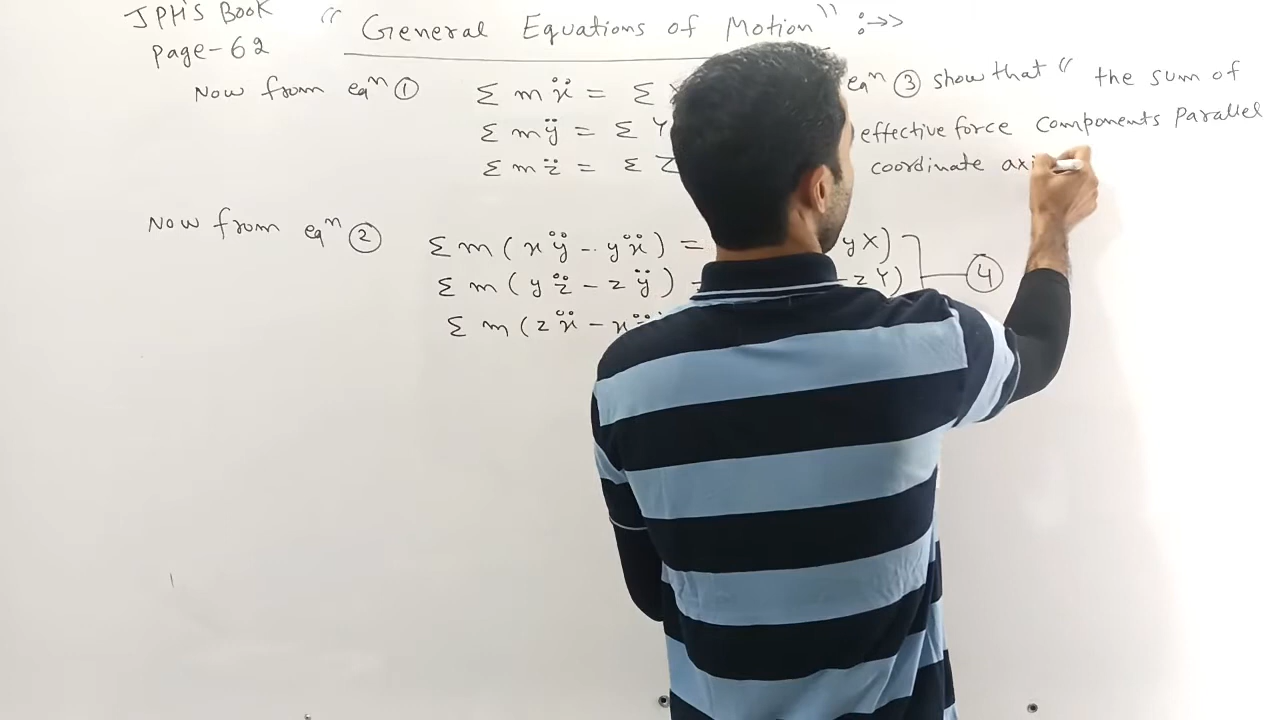 JPH'S Book
Page-62
" General Equations of Motion" :->>
Now from eqⁿ ① Σ m ẍ = Σ X
Σ m ÿ = Σ Y
Σ m z̈ = Σ Z
eqⁿ ③ show that " the sum of
effective force components parallel
coordinate axi
Now from eqⁿ ② Σ m ( x ÿ - y ẍ ) = y X)
Σ m ( y z̈ - z ÿ ) - z Y) ④
Σ m ( z ẍ - x